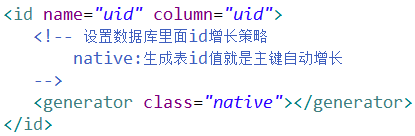 <id name="uid" column="uid">
<!-- 设置数据库里面id增长策略
native:生成表id值就是主键自动增长
-->
<generator class="native"></generator>
</id>